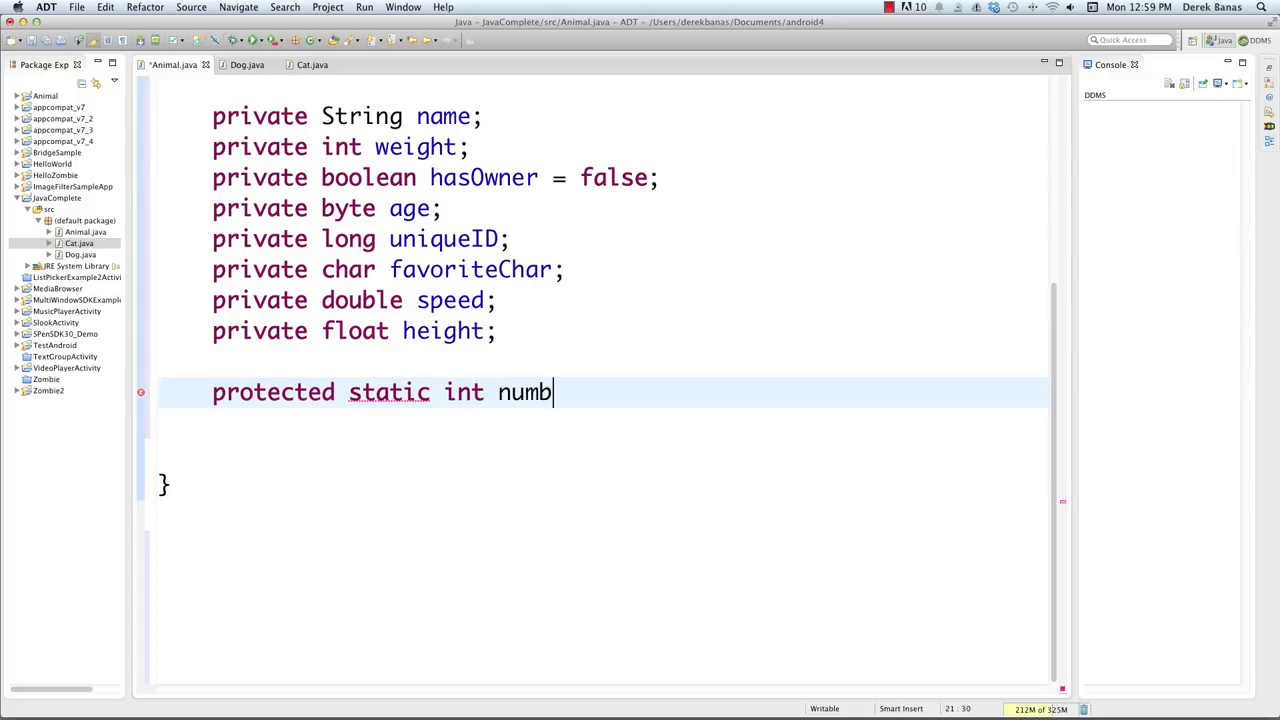 ADT File Edit Refactor Source Navigate Search Project Run Window Help 10 Mon 12:59 PM Derek Banas
Java – JavaComplete/src/Animal.java – ADT – /Users/derekbanas/Documents/android4
Quick Access Java DDMS
Package Exp
*Animal.java Dog.java Cat.java
Console
DDMS
Animal
appcompat_v7
appcompat_v7_2
appcompat_v7_3
appcompat_v7_4
BridgeSample
HelloWorld
HelloZombie
ImageFilterSampleApp
JavaComplete
src
(default package)
Animal.java
Cat.java
Dog.java
JRE System Library [Ja
ListPickerExample2Activi
MediaBrowser
MultiWindowSDKExample
MusicPlayerActivity
SlookActivity
SPenSDK30_Demo
TestAndroid
TextGroupActivity
VideoPlayerActivity
Zombie
Zombie2
private String name;
private int weight;
private boolean hasOwner = false;
private byte age;
private long uniqueID;
private char favoriteChar;
private double speed;
private float height;
protected static int numb
}
Writable Smart Insert 21 : 30 212M of 325M